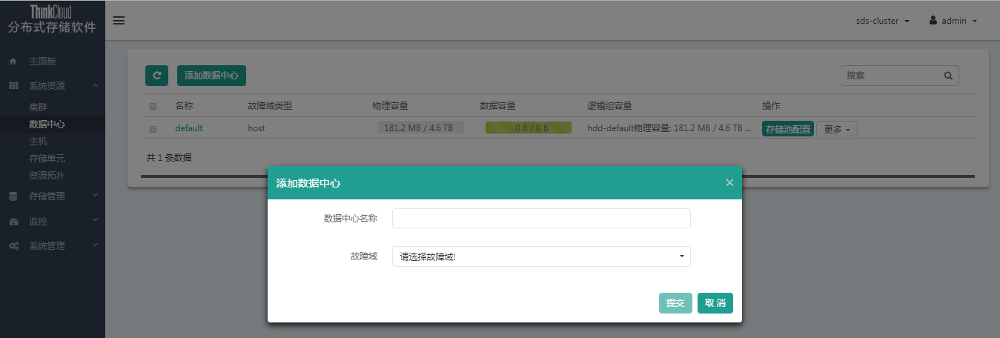 ThinkCloud
分布式存储软件
sds-cluster
admin
主面板
系统资源
集群
数据中心
主机
存储单元
资源拓扑
存储管理
监控
系统管理
添加数据中心
搜索
名称 故障域类型 物理容量 数据容量 逻辑组容量 操作
default host 181.2 MB / 4.6 TB 0 B / 0 B hdd-default物理容量: 181.2 MB / 4.6 TB ... 存储池配置 更多
共 1 条数据
添加数据中心 ×
数据中心名称
故障域 请选择故障域!
提交 取 消